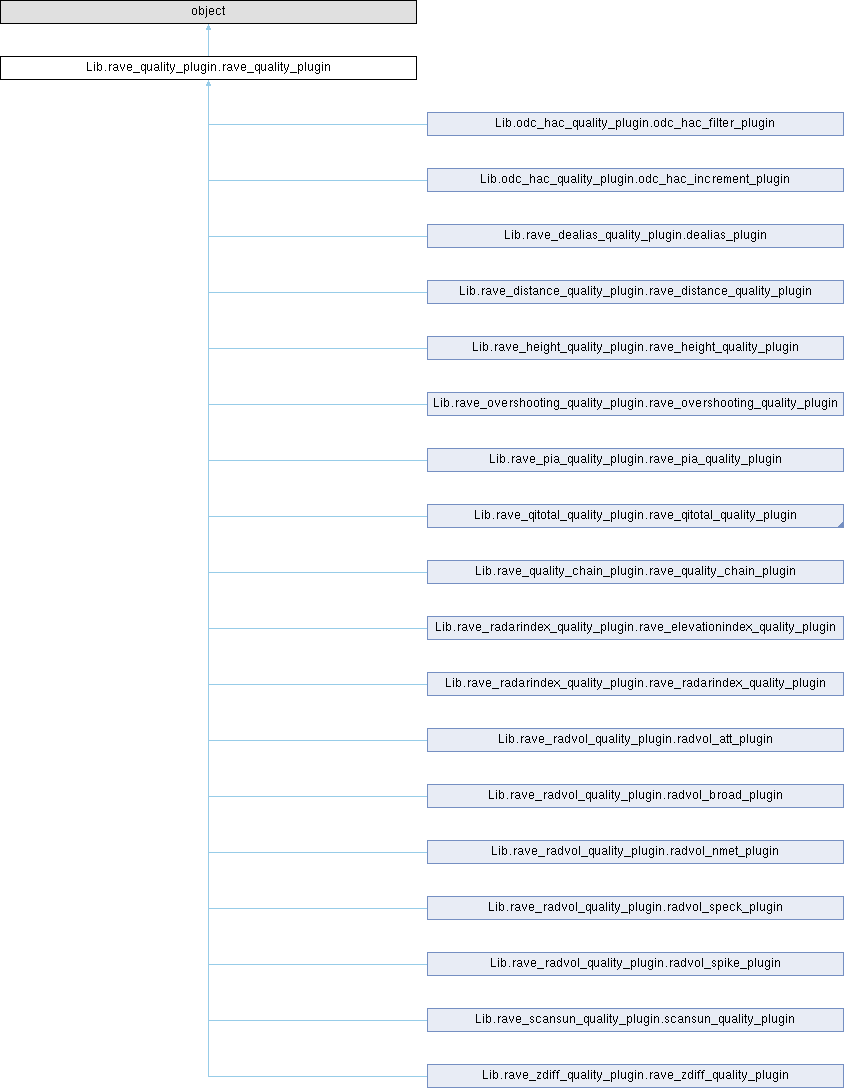 object
Lib.rave_quality_plugin.rave_quality_plugin
Lib.odc_hac_quality_plugin.odc_hac_filter_plugin
Lib.odc_hac_quality_plugin.odc_hac_increment_plugin
Lib.rave_dealias_quality_plugin.dealias_plugin
Lib.rave_distance_quality_plugin.rave_distance_quality_plugin
Lib.rave_height_quality_plugin.rave_height_quality_plugin
Lib.rave_overshooting_quality_plugin.rave_overshooting_quality_plugin
Lib.rave_pia_quality_plugin.rave_pia_quality_plugin
Lib.rave_qitotal_quality_plugin.rave_qitotal_quality_plugin
Lib.rave_quality_chain_plugin.rave_quality_chain_plugin
Lib.rave_radarindex_quality_plugin.rave_elevationindex_quality_plugin
Lib.rave_radarindex_quality_plugin.rave_radarindex_quality_plugin
Lib.rave_radvol_quality_plugin.radvol_att_plugin
Lib.rave_radvol_quality_plugin.radvol_broad_plugin
Lib.rave_radvol_quality_plugin.radvol_nmet_plugin
Lib.rave_radvol_quality_plugin.radvol_speck_plugin
Lib.rave_radvol_quality_plugin.radvol_spike_plugin
Lib.rave_scansun_quality_plugin.scansun_quality_plugin
Lib.rave_zdiff_quality_plugin.rave_zdiff_quality_plugin